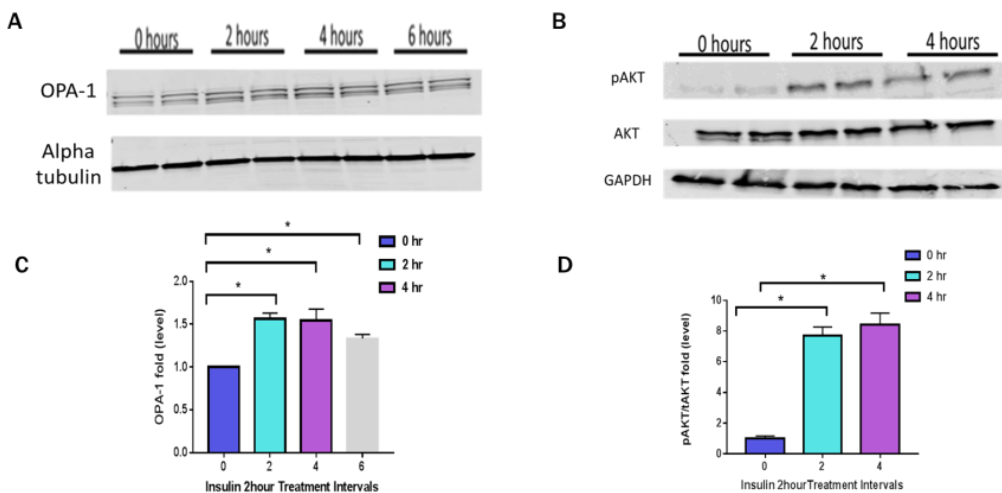 A
0 hours 2 hours 4 hours 6 hours
OPA-1
Alpha
tubulin
B
0 hours 2 hours 4 hours
pAKT
AKT
GAPDH
C
0 hr
2 hr
4 hr
*
*
*
OPA-1 fold (level)
2.0
1.5
1.0
0.5
0.0
0 2 4 6
Insulin 2hour Treatment Intervals
D
0 hr
2 hr
4 hr
*
*
pAKT/tAKT fold (level)
10
8
6
4
2
0
0 2 4
Insulin 2hourTreatment Intervals